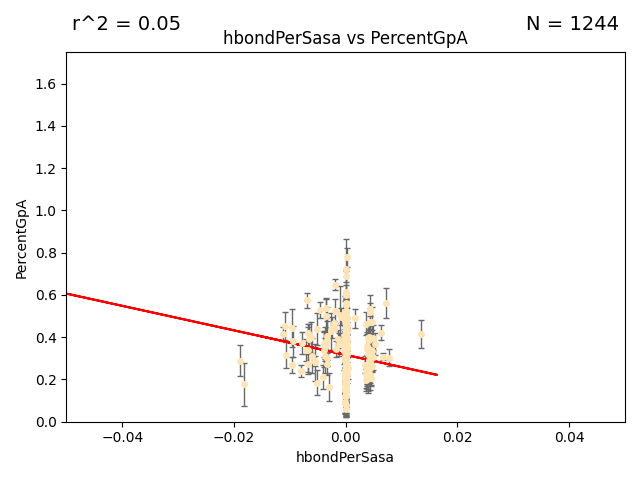 r^2 = 0.05
N = 1244
hbondPerSasa vs PercentGpA
PercentGpA
1.6
1.4
1.2
1.0
0.8
0.6
0.4
0.2
0.0
−0.04
−0.02
0.00
0.02
0.04
hbondPerSasa